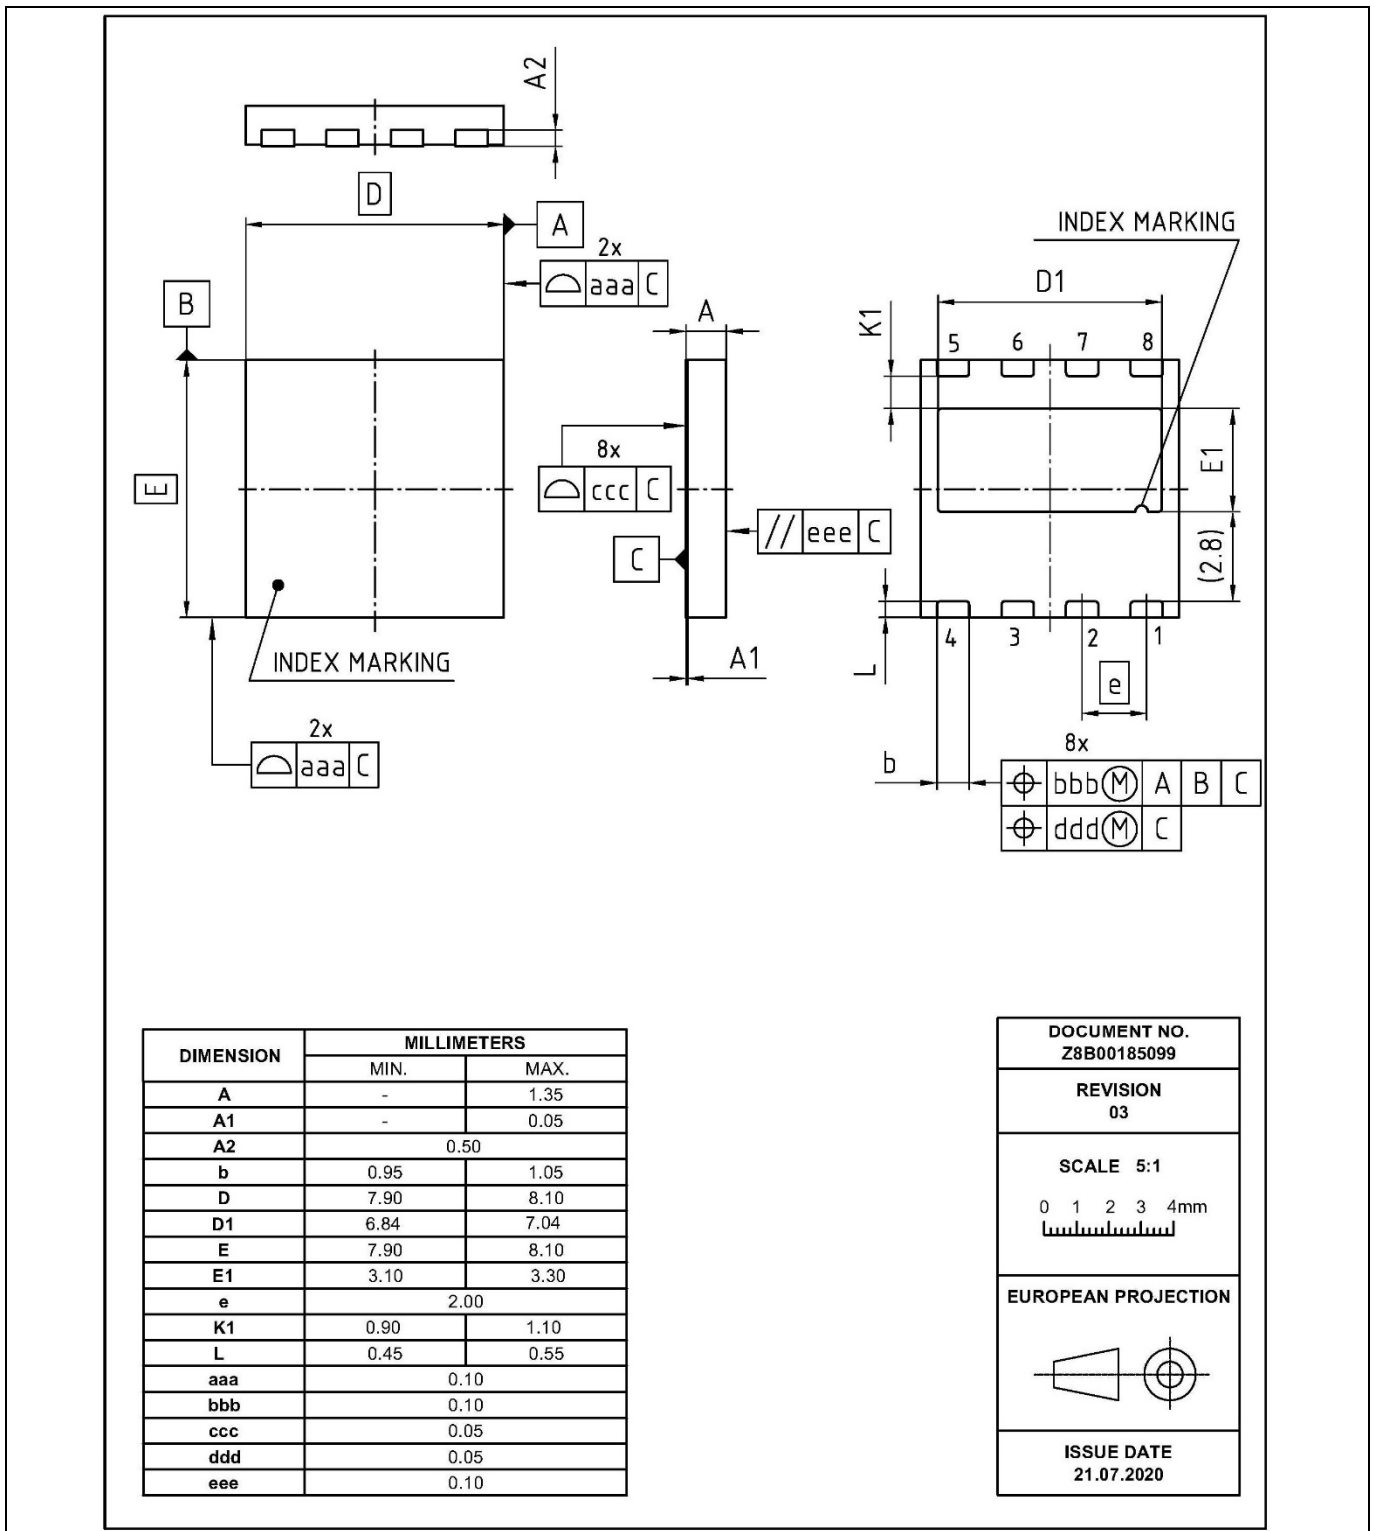 A2
D
A
2x
aaa C
B
E
INDEX MARKING
2x
aaa C
A
8x
ccc C
// eee C
C
A1
INDEX MARKING
D1
K1
5 6 7 8
E1
(2.8)
4 3 2 1
L
e
b
8x
bbb M A B C
ddd M C
DIMENSION MILLIMETERS
MIN. MAX.
A - 1.35
A1 - 0.05
A2 0.50
b 0.95 1.05
D 7.90 8.10
D1 6.84 7.04
E 7.90 8.10
E1 3.10 3.30
e 2.00
K1 0.90 1.10
L 0.45 0.55
aaa 0.10
bbb 0.10
ccc 0.05
ddd 0.05
eee 0.10
DOCUMENT NO.
Z8B00185099
REVISION
03
SCALE 5:1
0 1 2 3 4mm
EUROPEAN PROJECTION
ISSUE DATE
21.07.2020